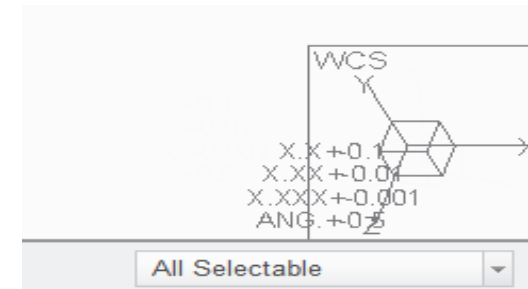 WCS
Y
X.X +-0.1
X.XX +-0.01
X.XXX +-0.001
ANG. +-0.5
Z
All Selectable